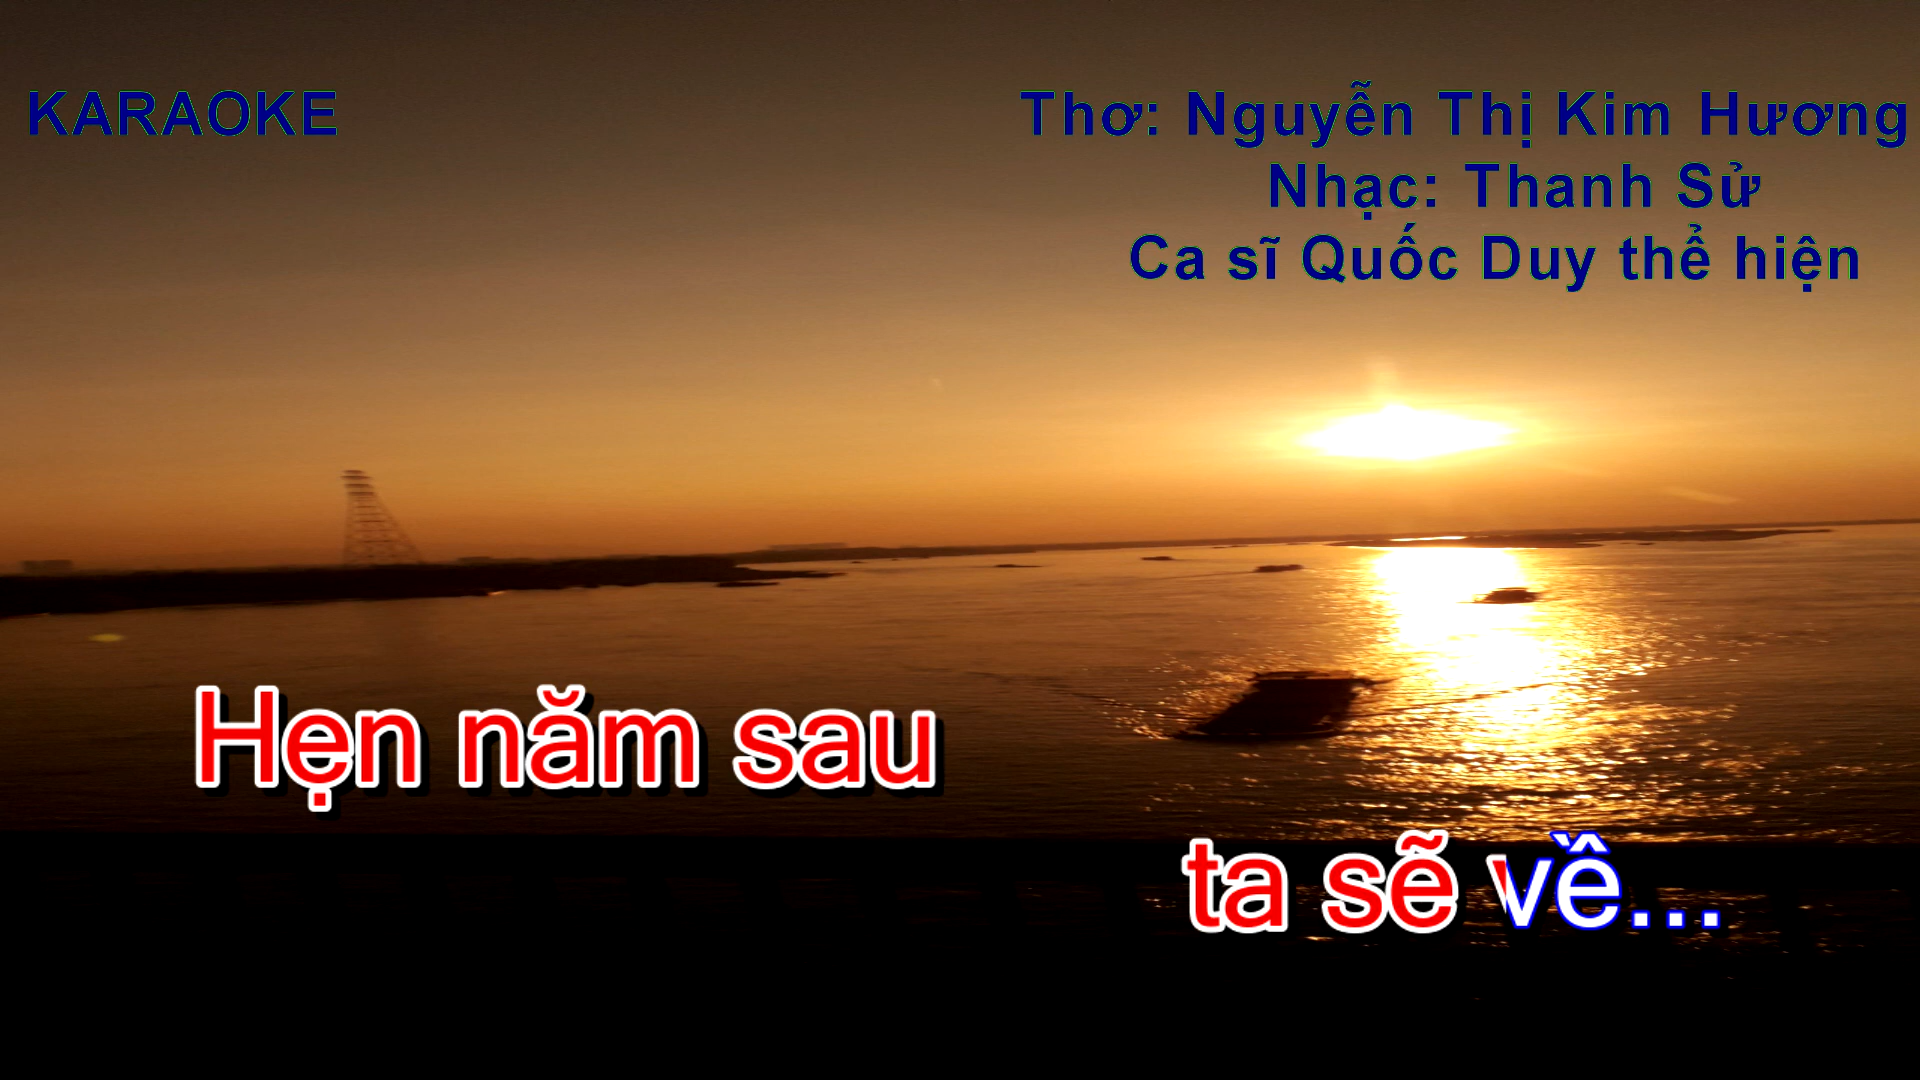 KARAOKE
Thơ: Nguyễn Thị Kim Hương
Nhạc: Thanh Sử
Ca sĩ Quốc Duy thể hiện
Hẹn năm sau
ta sẽ về...